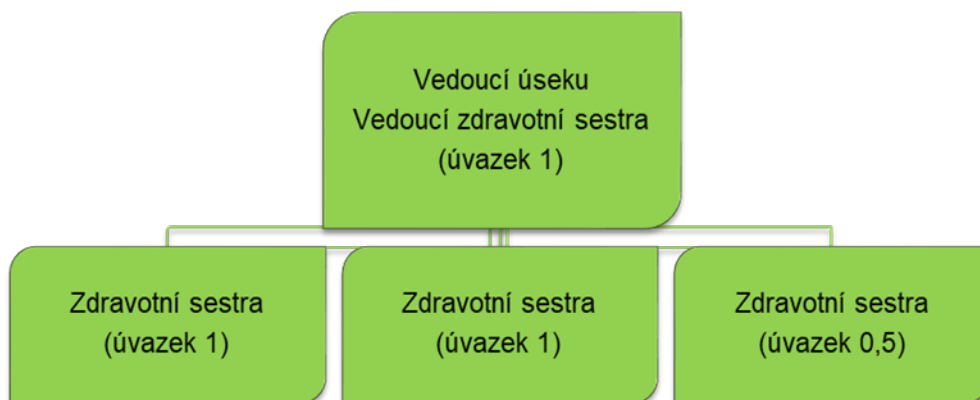 Vedoucí úseku
Vedoucí zdravotní sestra
(úvazek 1)
Zdravotní sestra
(úvazek 1)
Zdravotní sestra
(úvazek 1)
Zdravotní sestra
(úvazek 0,5)